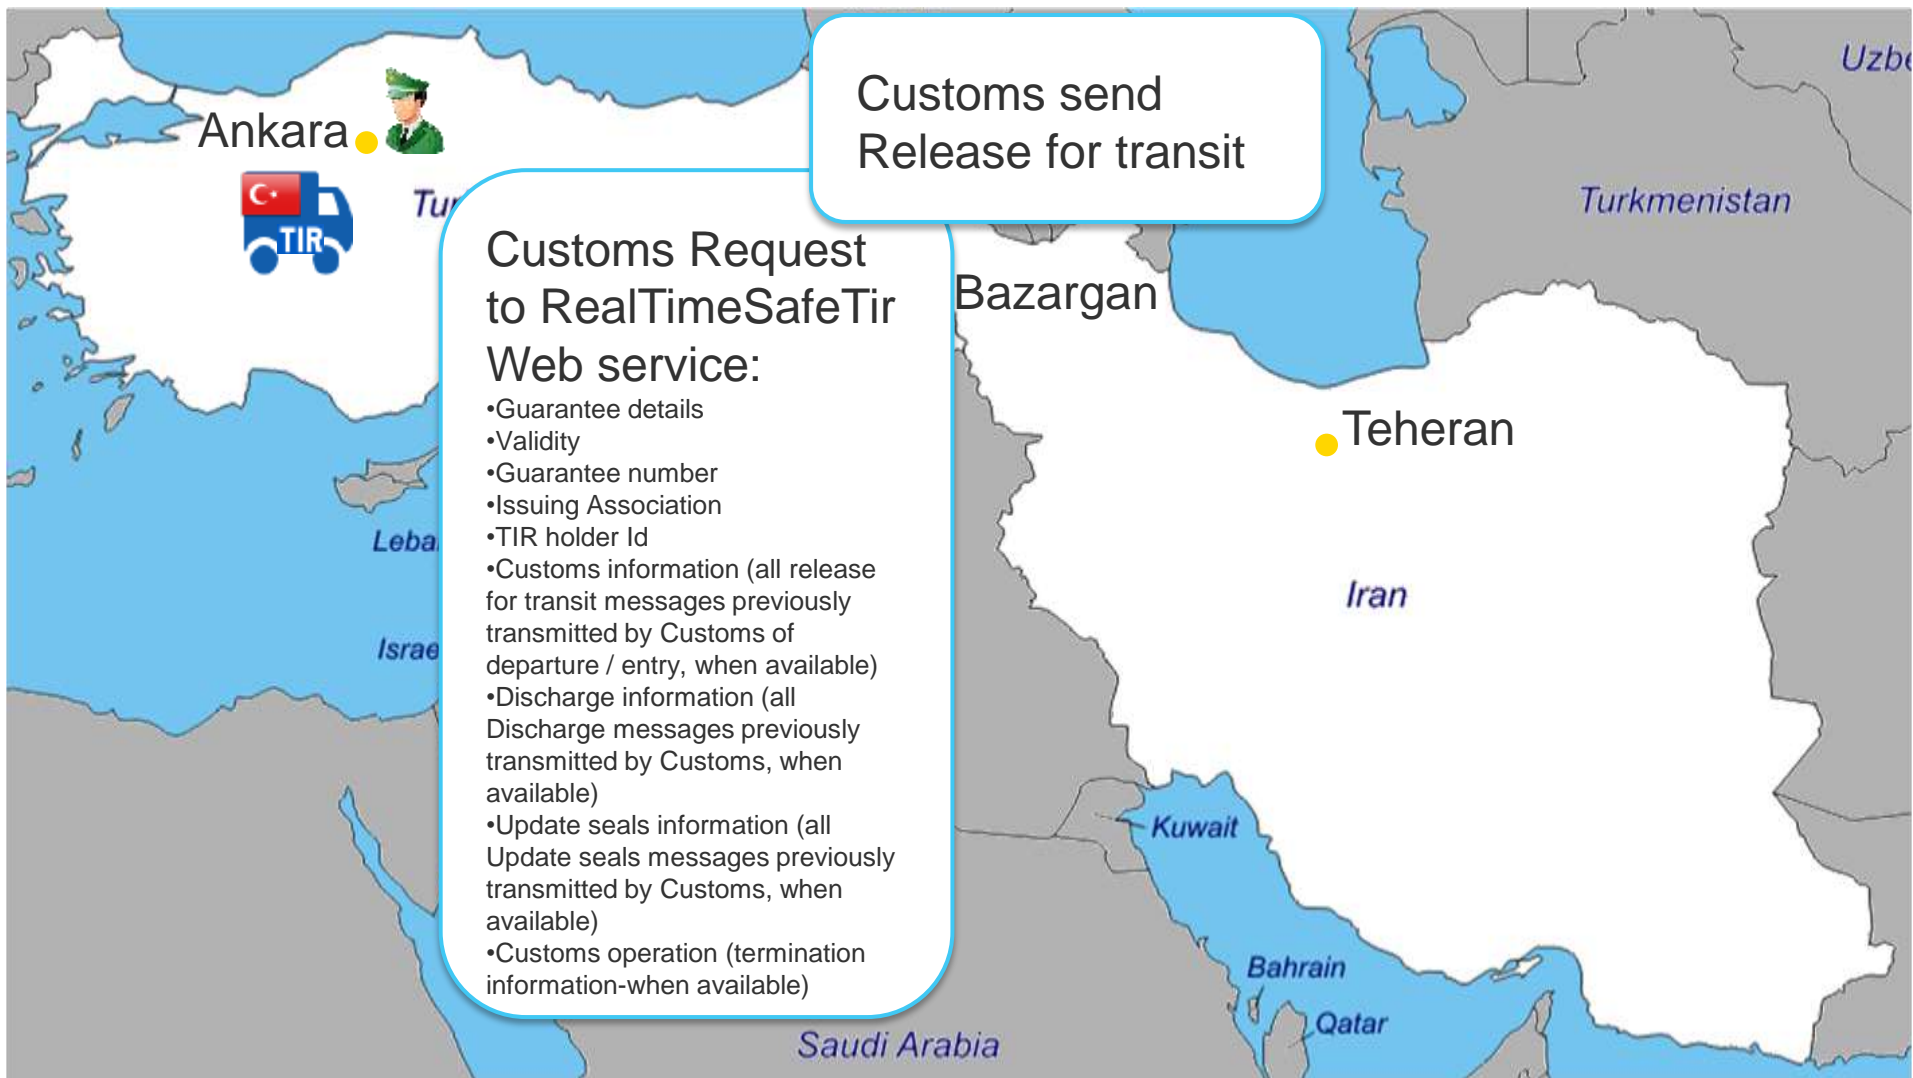 Customs send
Release for transit
Uzbe
Ankara
TIR
Tur
Turkmenistan
Customs Request
to RealTimeSafeTir
Web service:
•Guarantee details
•Validity
•Guarantee number
•Issuing Association
•TIR holder Id
•Customs information (all release
for transit messages previously
transmitted by Customs of
departure / entry, when available)
•Discharge information (all
Discharge messages previously
transmitted by Customs, when
available)
•Update seals information (all
Update seals messages previously
transmitted by Customs, when
available)
•Customs operation (termination
information-when available)
Bazargan
Teheran
Leba
Iran
Israe
Kuwait
Bahrain
Qatar
Saudi Arabia